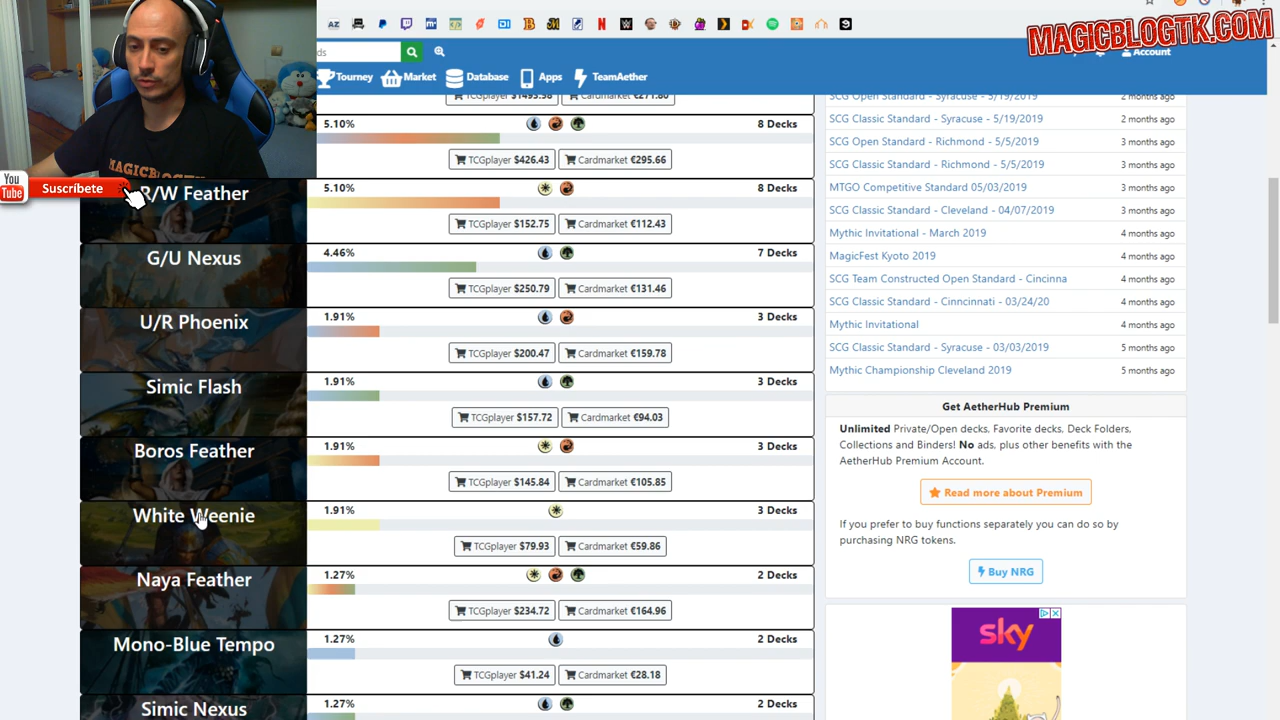 MAGICBLOGTK.COM
Account
ds
Tourney Market Database Apps TeamAether
MAGICBLOGTK
You
Tube
Suscríbete
TCGplayer $1493.58 Cardmarket €271.80
5.10% 8 Decks
TCGplayer $426.43 Cardmarket €295.66
R/W Feather 5.10% 8 Decks
TCGplayer $152.75 Cardmarket €112.43
G/U Nexus 4.46% 7 Decks
TCGplayer $250.79 Cardmarket €131.46
U/R Phoenix 1.91% 3 Decks
TCGplayer $200.47 Cardmarket €159.78
Simic Flash 1.91% 3 Decks
TCGplayer $157.72 Cardmarket €94.03
Boros Feather 1.91% 3 Decks
TCGplayer $145.84 Cardmarket €105.85
White Weenie 1.91% 3 Decks
TCGplayer $79.93 Cardmarket €59.86
Naya Feather 1.27% 2 Decks
TCGplayer $234.72 Cardmarket €164.96
Mono-Blue Tempo 1.27% 2 Decks
TCGplayer $41.24 Cardmarket €28.18
Simic Nexus 1.27% 2 Decks
SCG Open Standard - Syracuse - 5/19/2019 2 months ago
SCG Classic Standard - Syracuse - 5/19/2019 2 months ago
SCG Open Standard - Richmond - 5/5/2019 3 months ago
SCG Classic Standard - Richmond - 5/5/2019 3 months ago
MTGO Competitive Standard 05/03/2019 3 months ago
SCG Classic Standard - Cleveland - 04/07/2019 3 months ago
Mythic Invitational - March 2019 4 months ago
MagicFest Kyoto 2019 4 months ago
SCG Team Constructed Open Standard - Cincinna 4 months ago
SCG Classic Standard - Cinncinnati - 03/24/20 4 months ago
Mythic Invitational 4 months ago
SCG Classic Standard - Syracuse - 03/03/2019 5 months ago
Mythic Championship Cleveland 2019 5 months ago
Get AetherHub Premium
Unlimited Private/Open decks, Favorite decks, Deck Folders,
Collections and Binders! No ads, plus other benefits with the
AetherHub Premium Account.
Read more about Premium
If you prefer to buy functions separately you can do so by
purchasing NRG tokens.
Buy NRG
sky